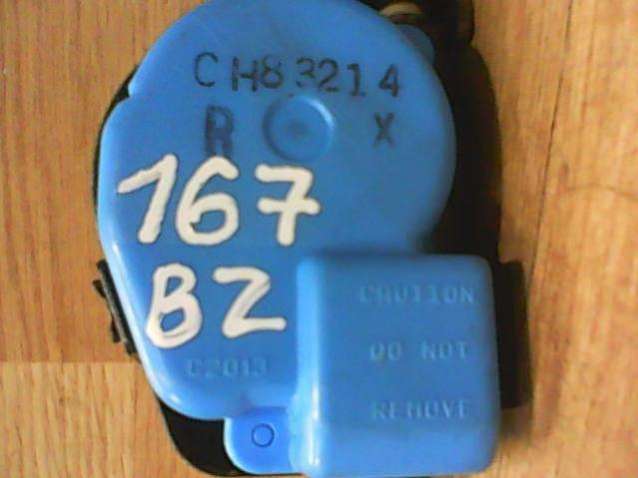 CH83214
R X
167
BZ
C2013
CAUTION
DO NOT
REMOVE